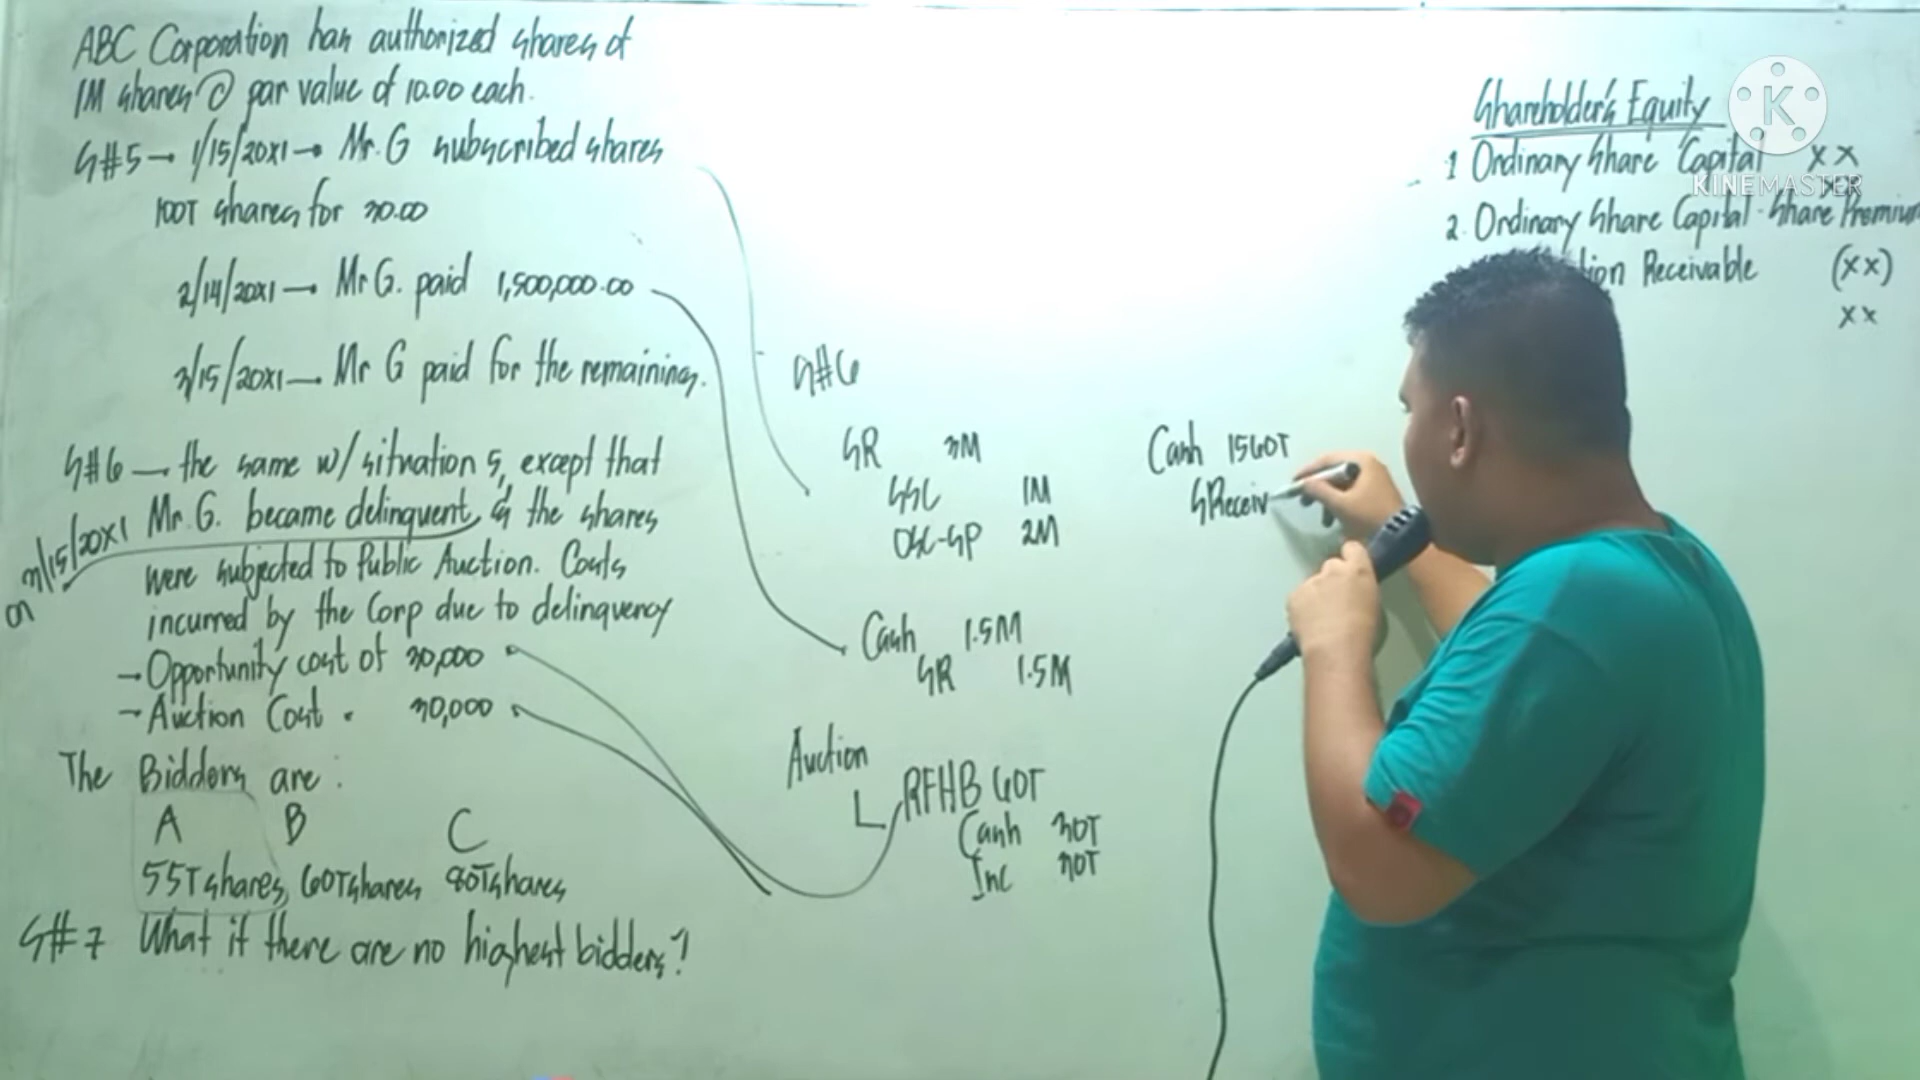 ABC Corporation has authorized shares of
1M shares @ par value of 10.00 each.
S#5 → 1/15/20X1 → Mr. G subscribed shares
100T shares for 30.00
2/14/20X1 → Mr G. paid 1,500,000.00
3/15/20X1 — Mr G paid for the remaining.
S#6 — the same w/ situation 5, except that
Mr. G. became delinquent, & the shares
on 3/15/20X1
were subjected to Public Auction. Costs
incurred by the Corp due to delinquency
→ Opportunity cost of 30,000
- Auction Cost. 30,000
The Bidders are :
A B C
55T shares, 60T shares 80T shares
S#7 What if there are no highest bidders?
S#6
SR 3M
SSC 1M
OSC-SP 2M
Cash 1.5M
SR 1.5M
Auction
RFHB 60T
Cash 30T
Inc 30T
Cash 1560T
SReceiv
Shareholder's Equity
1 Ordinary Share Capital xx
2. Ordinary Share Capital - Share Premium
tion Receivable (xx)
xx
K
KINEMASTER